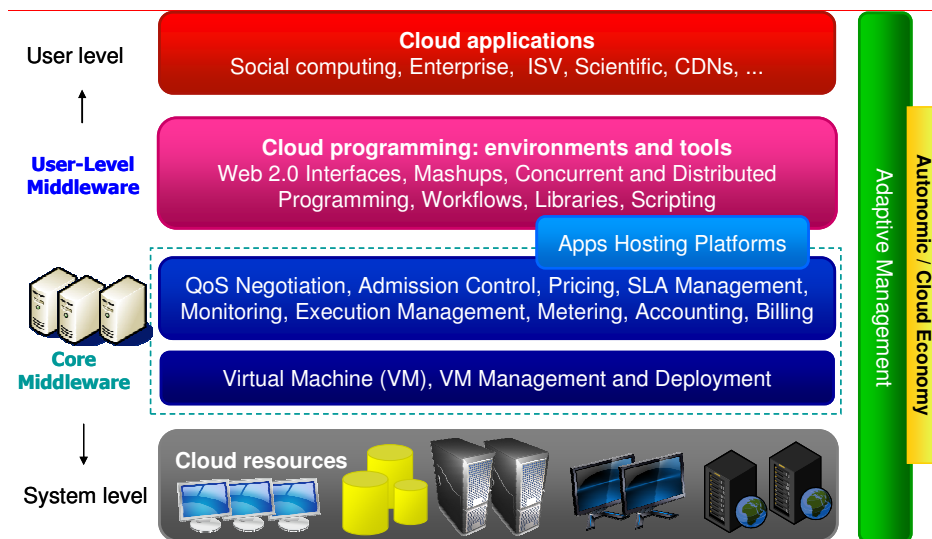 User level
Cloud applications
Social computing, Enterprise, ISV, Scientific, CDNs, ...
User-Level
Middleware
Cloud programming: environments and tools
Web 2.0 Interfaces, Mashups, Concurrent and Distributed
Programming, Workflows, Libraries, Scripting
Apps Hosting Platforms
QoS Negotiation, Admission Control, Pricing, SLA Management,
Monitoring, Execution Management, Metering, Accounting, Billing
Core
Middleware
Virtual Machine (VM), VM Management and Deployment
Cloud resources
System level
Adaptive Management
Autonomic / Cloud Economy